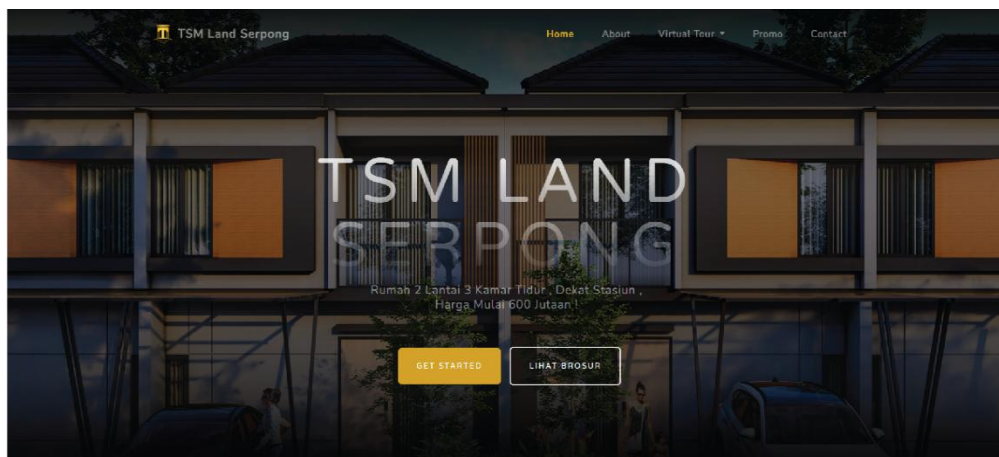 TSM Land Serpong
Home About Virtual Tour Promo Contact
TSM LAND
SERPONG
Rumah 2 Lantai 3 Kamar Tidur , Dekat Stasiun ,
Harga Mulai 600 Jutaan !
GET STARTED LIHAT BROSUR